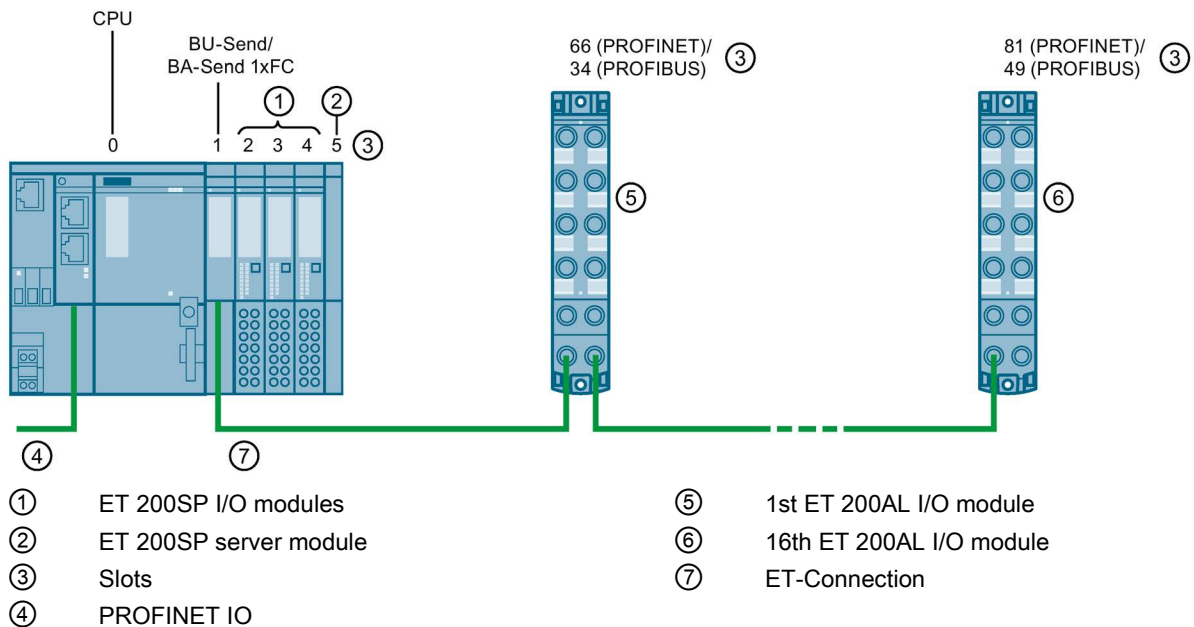 CPU
BU-Send/
BA-Send 1xFC
① ②
0 1 2 3 4 5 ③
66 (PROFINET)/
34 (PROFIBUS) ③
81 (PROFINET)/
49 (PROFIBUS) ③
⑤
⑥
④
⑦
① ET 200SP I/O modules
② ET 200SP server module
③ Slots
④ PROFINET IO
⑤ 1st ET 200AL I/O module
⑥ 16th ET 200AL I/O module
⑦ ET-Connection